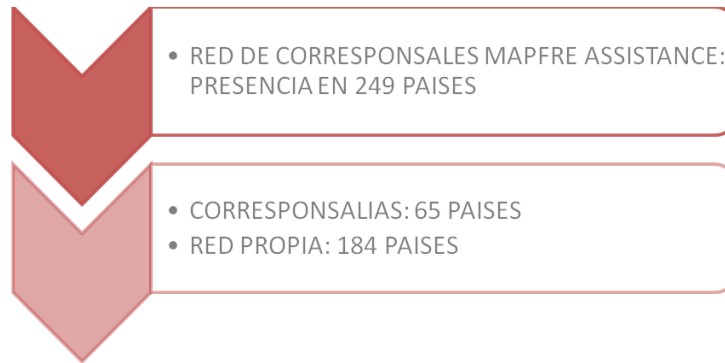 • RED DE CORRESPONSALES MAPFRE ASSISTANCE:
PRESENCIA EN 249 PAISES
• CORRESPONSALIAS: 65 PAISES
• RED PROPIA: 184 PAISES